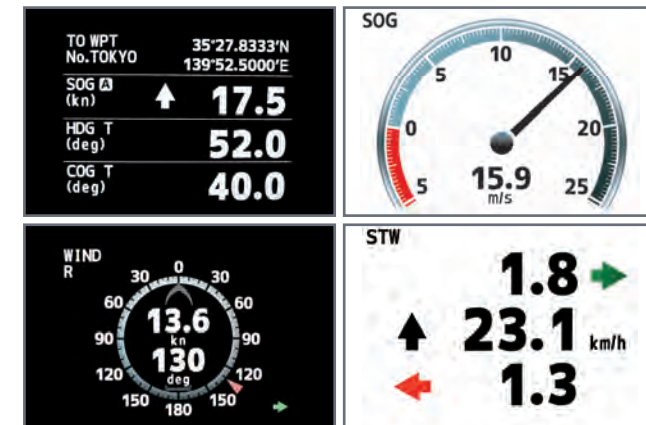 TO WPT 35°27.8333'N
No.TOKYO 139°52.5000'E
SOG A
(kn) 17.5
HDG T
(deg) 52.0
COG T
(deg) 40.0
SOG
10
5 15
0 20
5 25
15.9
m/s
WIND
R
0
30 30
60 60
90 90
120 120
150 150
180
13.6
kn
130
deg
STW
1.8
23.1 km/h
1.3